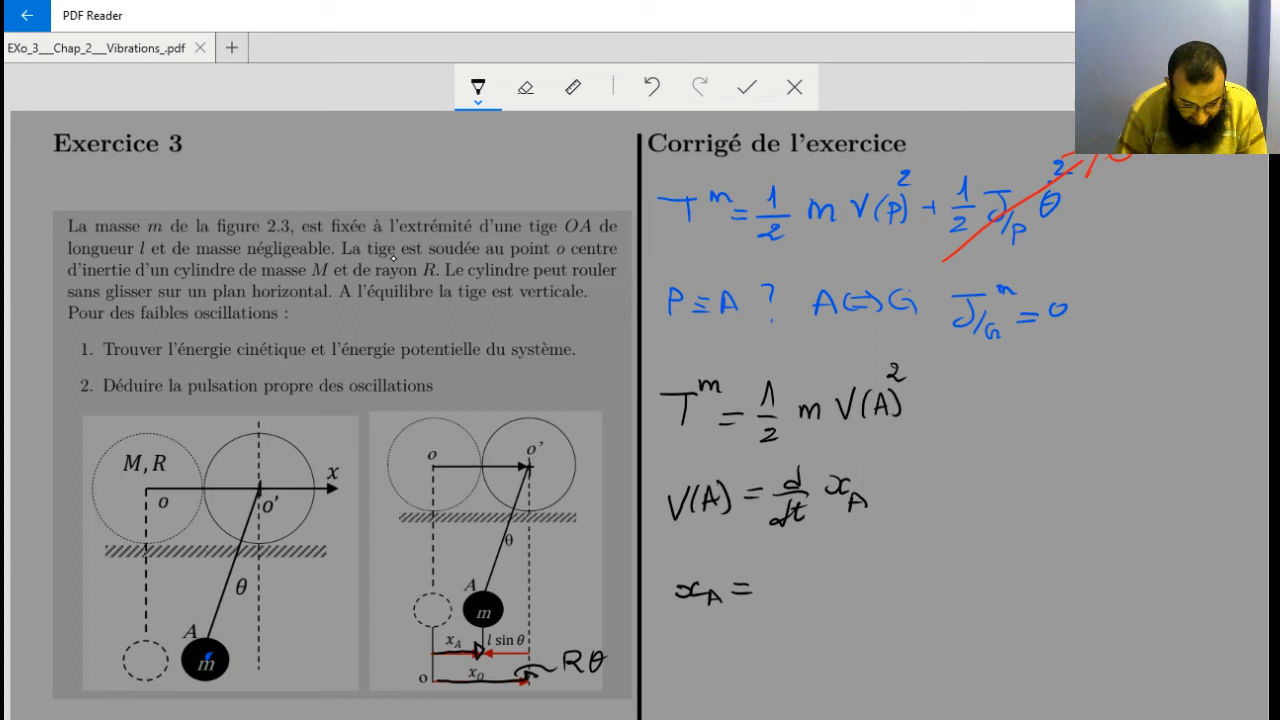 PDF Reader
EXo_3__Chap_2__Vibrations_.pdf
Exercice 3
La masse m de la figure 2.3, est fixée à l'extrémité d'une tige OA de
longueur l et de masse négligeable. La tige est soudée au point o centre
d'inertie d'un cylindre de masse M et de rayon R. Le cylindre peut rouler
sans glisser sur un plan horizontal. A l'équilibre la tige est verticale.
Pour des faibles oscillations :
1. Trouver l'énergie cinétique et l'énergie potentielle du système.
2. Déduire la pulsation propre des oscillations
M, R
x
o
o'
θ
A
m
o
o'
θ
A
m
x_A
l sin θ
o
x_O
Rθ
Corrigé de l'exercice
T^m = 1/2 m V(P)^2 + 1/2 J/P θ̇^2
P ≡ A ? A ⇔ G J^m/G = 0
T^m = 1/2 m V(A)^2
V(A) = d/dt x_A
x_A =